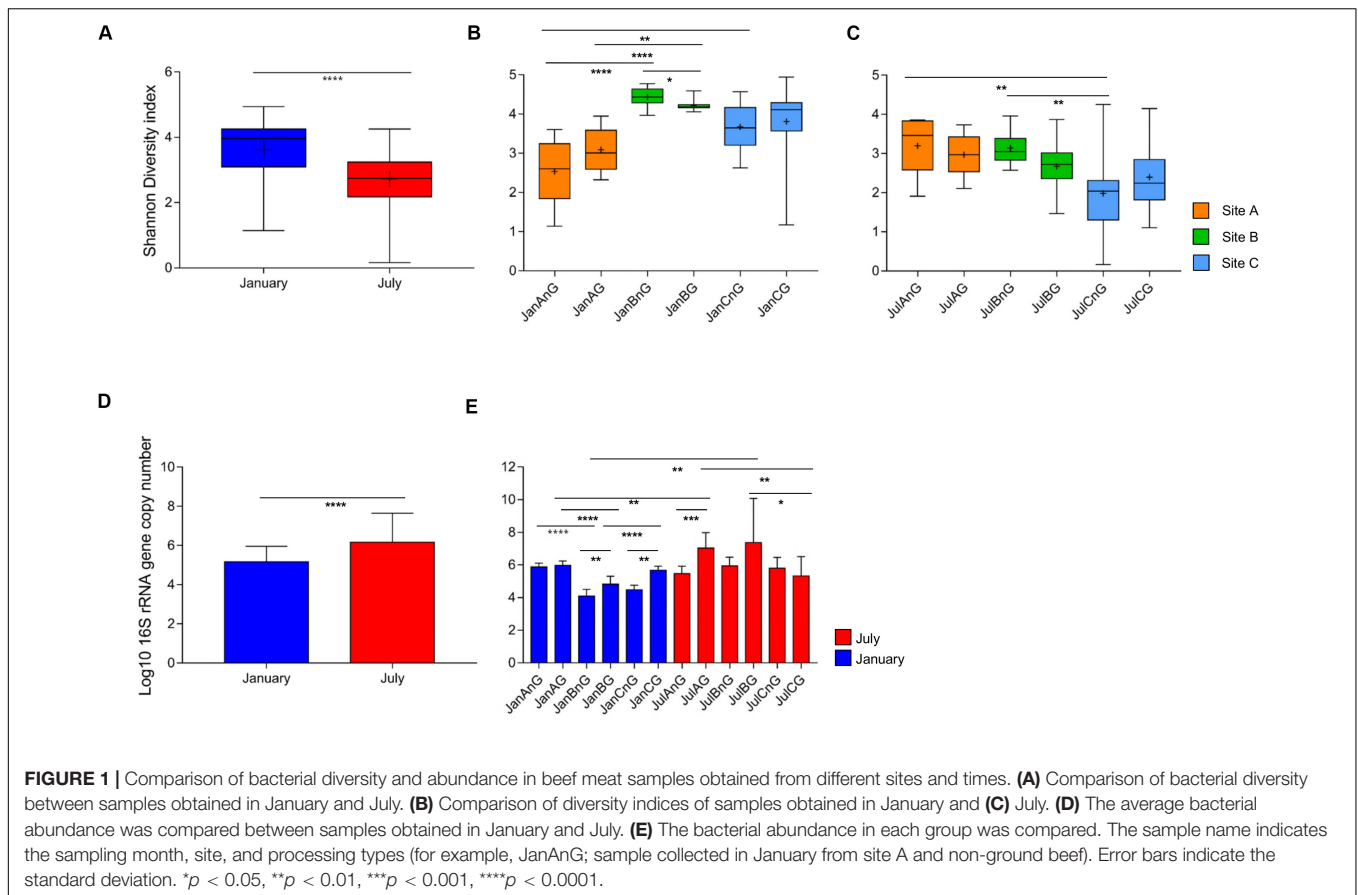 A
Shannon Diversity index
6
4
2
0
****
January
July
B
5
4
3
2
1
0
**
****
****
*
JanAnG
JanAG
JanBnG
JanBG
JanCnG
JanCG
C
5
4
3
2
1
0
**
**
JulAnG
JulAG
JulBnG
JulBG
JulCnG
JulCG
Site A
Site B
Site C
D
Log10 16S rRNA gene copy number
10
8
6
4
2
0
****
January
July
E
12
10
8
6
4
2
0
**
**
**
*
****
***
****
****
**
**
JanAnG
JanAG
JanBnG
JanBG
JanCnG
JanCG
JulAnG
JulAG
JulBnG
JulBG
JulCnG
JulCG
July
January
FIGURE 1 | Comparison of bacterial diversity and abundance in beef meat samples obtained from different sites and times. (A) Comparison of bacterial diversity
between samples obtained in January and July. (B) Comparison of diversity indices of samples obtained in January and (C) July. (D) The average bacterial
abundance was compared between samples obtained in January and July. (E) The bacterial abundance in each group was compared. The sample name indicates
the sampling month, site, and processing types (for example, JanAnG; sample collected in January from site A and non-ground beef). Error bars indicate the
standard deviation. *p < 0.05, **p < 0.01, ***p < 0.001, ****p < 0.0001.